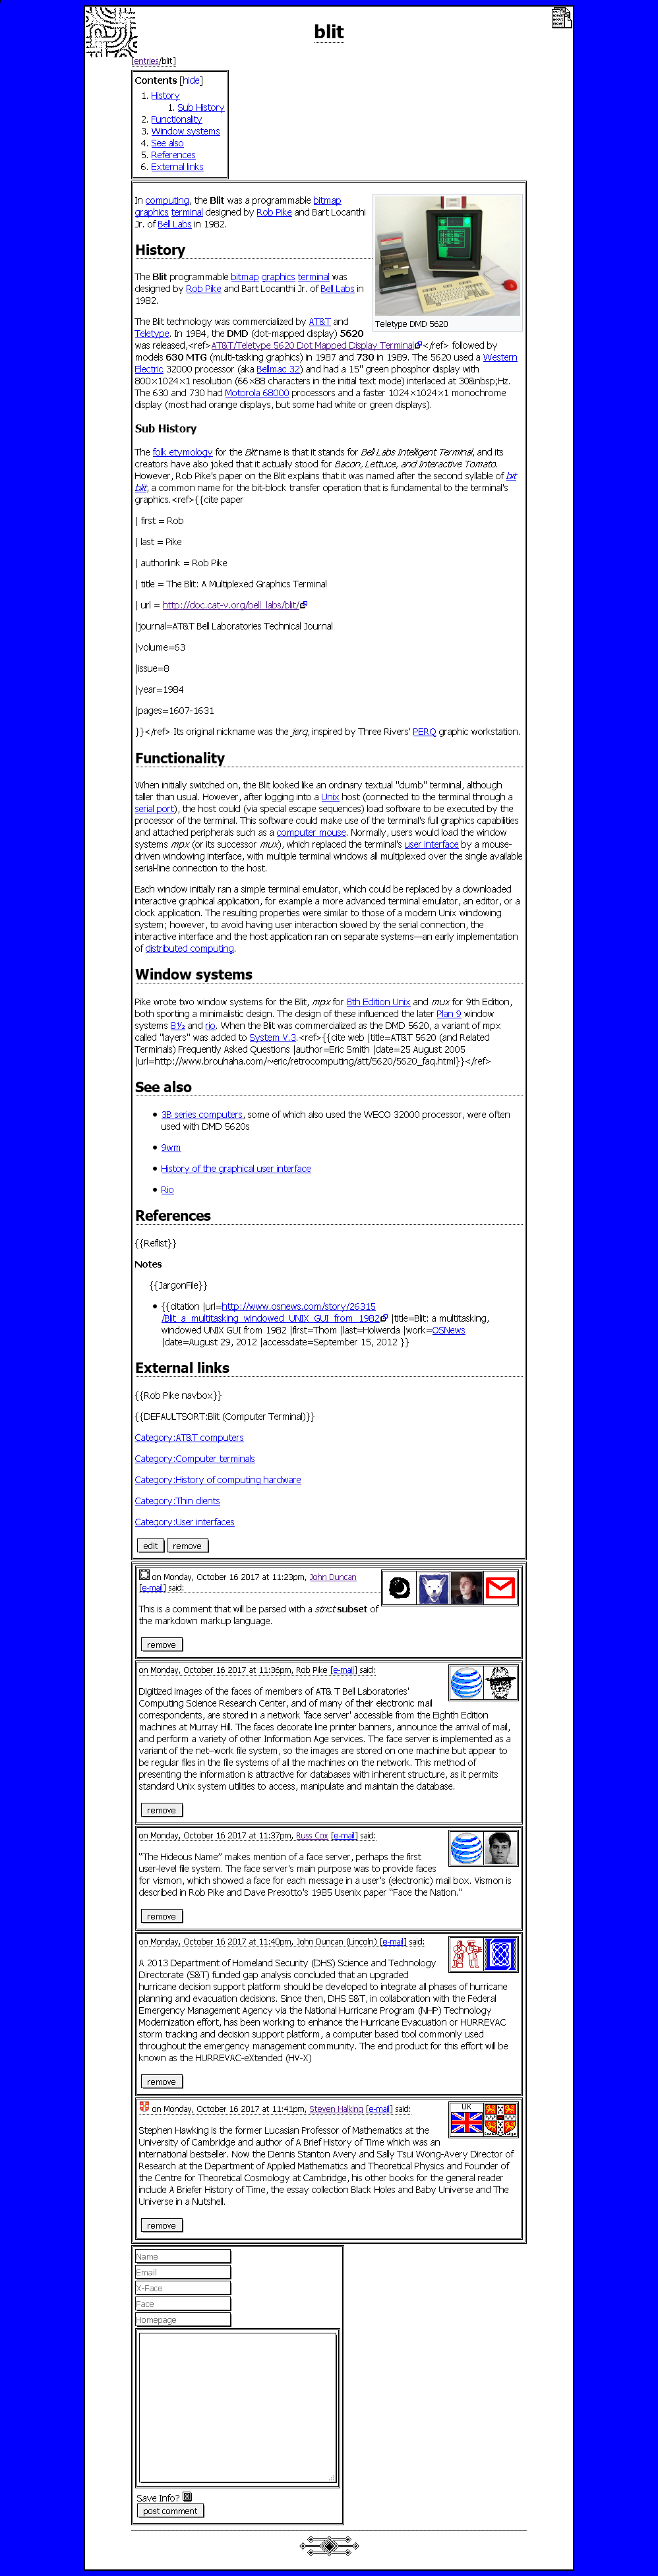 blit
[entries/blit]
Contents [hide]
1. History
1. Sub History
2. Functionality
3. Window systems
4. See also
5. References
6. External links
In computing, the Blit was a programmable bitmap
graphics terminal designed by Rob Pike and Bart Locanthi
Jr. of Bell Labs in 1982.
Teletype DMD 5620
History
The Blit programmable bitmap graphics terminal was
designed by Rob Pike and Bart Locanthi Jr. of Bell Labs in
1982.
The Blit technology was commercialized by AT&T and
Teletype. In 1984, the DMD (dot-mapped display) 5620
was released,<ref>AT&T/Teletype 5620 Dot Mapped Display Terminal</ref> followed by
models 630 MTG (multi-tasking graphics) in 1987 and 730 in 1989. The 5620 used a Western
Electric 32000 processor (aka Bellmac 32) and had a 15" green phosphor display with
800×1024×1 resolution (66×88 characters in the initial text mode) interlaced at 30&nbsp;Hz.
The 630 and 730 had Motorola 68000 processors and a faster 1024×1024×1 monochrome
display (most had orange displays, but some had white or green displays).
Sub History
The folk etymology for the Blit name is that it stands for Bell Labs Intelligent Terminal, and its
creators have also joked that it actually stood for Bacon, Lettuce, and Interactive Tomato.
However, Rob Pike's paper on the Blit explains that it was named after the second syllable of bit
blit, a common name for the bit-block transfer operation that is fundamental to the terminal's
graphics.<ref>{{cite paper
| first = Rob
| last = Pike
| authorlink = Rob Pike
| title = The Blit: A Multiplexed Graphics Terminal
| url = http://doc.cat-v.org/bell_labs/blit/
|journal=AT&T Bell Laboratories Technical Journal
|volume=63
|issue=8
|year=1984
|pages=1607-1631
}}</ref> Its original nickname was the jerq, inspired by Three Rivers' PERQ graphic workstation.
Functionality
When initially switched on, the Blit looked like an ordinary textual "dumb" terminal, although
taller than usual. However, after logging into a Unix host (connected to the terminal through a
serial port), the host could (via special escape sequences) load software to be executed by the
processor of the terminal. This software could make use of the terminal's full graphics capabilities
and attached peripherals such as a computer mouse. Normally, users would load the window
systems mpx (or its successor mux), which replaced the terminal's user interface by a mouse-
driven windowing interface, with multiple terminal windows all multiplexed over the single available
serial-line connection to the host.
Each window initially ran a simple terminal emulator, which could be replaced by a downloaded
interactive graphical application, for example a more advanced terminal emulator, an editor, or a
clock application. The resulting properties were similar to those of a modern Unix windowing
system; however, to avoid having user interaction slowed by the serial connection, the
interactive interface and the host application ran on separate systems—an early implementation
of distributed computing.
Window systems
Pike wrote two window systems for the Blit, mpx for 8th Edition Unix and mux for 9th Edition,
both sporting a minimalistic design. The design of these influenced the later Plan 9 window
systems 8½ and rio. When the Blit was commercialized as the DMD 5620, a variant of mpx
called "layers" was added to System V.3.<ref>{{cite web |title=AT&T 5620 (and Related
Terminals) Frequently Asked Questions |author=Eric Smith |date=25 August 2005
|url=http://www.brouhaha.com/~eric/retrocomputing/att/5620/5620_faq.html}}</ref>
See also
• 3B series computers, some of which also used the WECO 32000 processor, were often
used with DMD 5620s
• 9wm
• History of the graphical user interface
• Rio
References
{{Reflist}}
Notes
{{JargonFile}}
• {{citation |url=http://www.osnews.com/story/26315
/Blit_a_multitasking_windowed_UNIX_GUI_from_1982 |title=Blit: a multitasking,
windowed UNIX GUI from 1982 |first=Thom |last=Holwerda |work=OSNews
|date=August 29, 2012 |accessdate=September 15, 2012 }}
External links
{{Rob Pike navbox}}
{{DEFAULTSORT:Blit (Computer Terminal)}}
Category:AT&T computers
Category:Computer terminals
Category:History of computing hardware
Category:Thin clients
Category:User interfaces
edit remove
on Monday, October 16 2017 at 11:23pm, John Duncan
[e-mail] said:
This is a comment that will be parsed with a strict subset of
the markdown markup language.
remove
on Monday, October 16 2017 at 11:36pm, Rob Pike [e-mail] said:
Digitized images of the faces of members of AT& T Bell Laboratories'
Computing Science Research Center, and of many of their electronic mail
correspondents, are stored in a network 'face server' accessible from the Eighth Edition
machines at Murray Hill. The faces decorate line printer banners, announce the arrival of mail,
and perform a variety of other Information Age services. The face server is implemented as a
variant of the net—work file system, so the images are stored on one machine but appear to
be regular files in the file systems of all the machines on the network. This method of
presenting the information is attractive for databases with inherent structure, as it permits
standard Unix system utilities to access, manipulate and maintain the database.
remove
on Monday, October 16 2017 at 11:37pm, Russ Cox [e-mail] said:
"The Hideous Name" makes mention of a face server, perhaps the first
user-level file system. The face server's main purpose was to provide faces
for vismon, which showed a face for each message in a user's (electronic) mail box. Vismon is
described in Rob Pike and Dave Presotto's 1985 Usenix paper "Face the Nation."
remove
on Monday, October 16 2017 at 11:40pm, John Duncan (Lincoln) [e-mail] said:
A 2013 Department of Homeland Security (DHS) Science and Technology
Directorate (S&T) funded gap analysis concluded that an upgraded
hurricane decision support platform should be developed to integrate all phases of hurricane
planning and evacuation decisions. Since then, DHS S&T, in collaboration with the Federal
Emergency Management Agency via the National Hurricane Program (NHP) Technology
Modernization effort, has been working to enhance the Hurricane Evacuation or HURREVAC
storm tracking and decision support platform, a computer based tool commonly used
throughout the emergency management community. The end product for this effort will be
known as the HURREVAC-eXtended (HV-X)
remove
on Monday, October 16 2017 at 11:41pm, Steven Halking [e-mail] said:
UK
Stephen Hawking is the former Lucasian Professor of Mathematics at the
University of Cambridge and author of A Brief History of Time which was an
international bestseller. Now the Dennis Stanton Avery and Sally Tsui Wong-Avery Director of
Research at the Department of Applied Mathematics and Theoretical Physics and Founder of
the Centre for Theoretical Cosmology at Cambridge, his other books for the general reader
include A Briefer History of Time, the essay collection Black Holes and Baby Universe and The
Universe in a Nutshell.
remove
Name
Email
X-Face
Face
Homepage
Save Info?
post comment